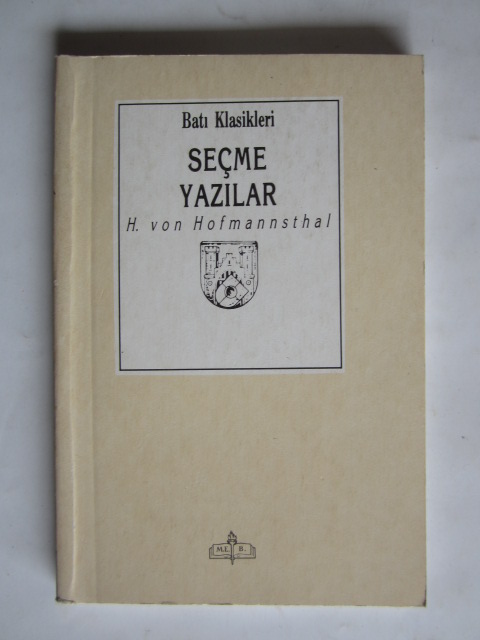 Batı Klasikleri
SEÇME
YAZILAR
H. von Hofmannsthal
M.E. B.